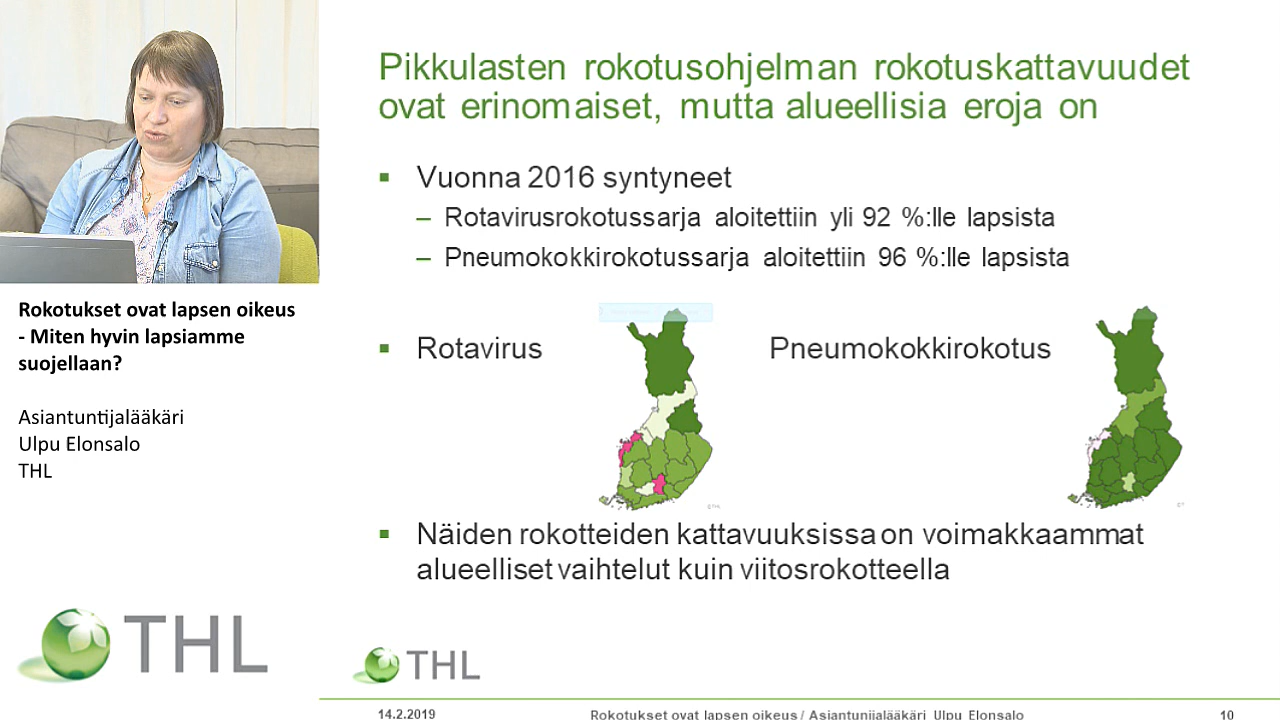 Pikkulasten rokotusohjelman rokotuskattavuudet
ovat erinomaiset, mutta alueellisia eroja on
▪ Vuonna 2016 syntyneet
– Rotavirusrokotussarja aloitettiin yli 92 %:lle lapsista
– Pneumokokkirokotussarja aloitettiin 96 %:lle lapsista
▪ Rotavirus
Pneumokokkirokotus
▪ Näiden rokotteiden kattavuuksissa on voimakkaammat
alueelliset vaihtelut kuin viitosrokotteella
Rokotukset ovat lapsen oikeus
- Miten hyvin lapsiamme
suojellaan?
Asiantuntijalääkäri
Ulpu Elonsalo
THL
THL
THL
14.2.2019
Rokotukset ovat lapsen oikeus / Asiantunijalääkäri Ulpu Elonsalo
10